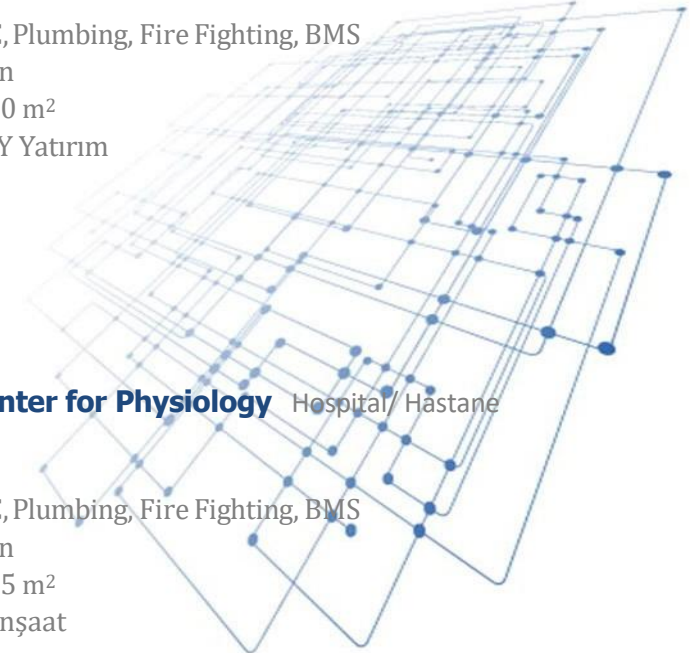 , Plumbing, Fire Fighting, BMS
n
0 m²
Y Yatırım
nter for Physiology Hospital/ Hastane
, Plumbing, Fire Fighting, BMS
n
5 m²
nşaat